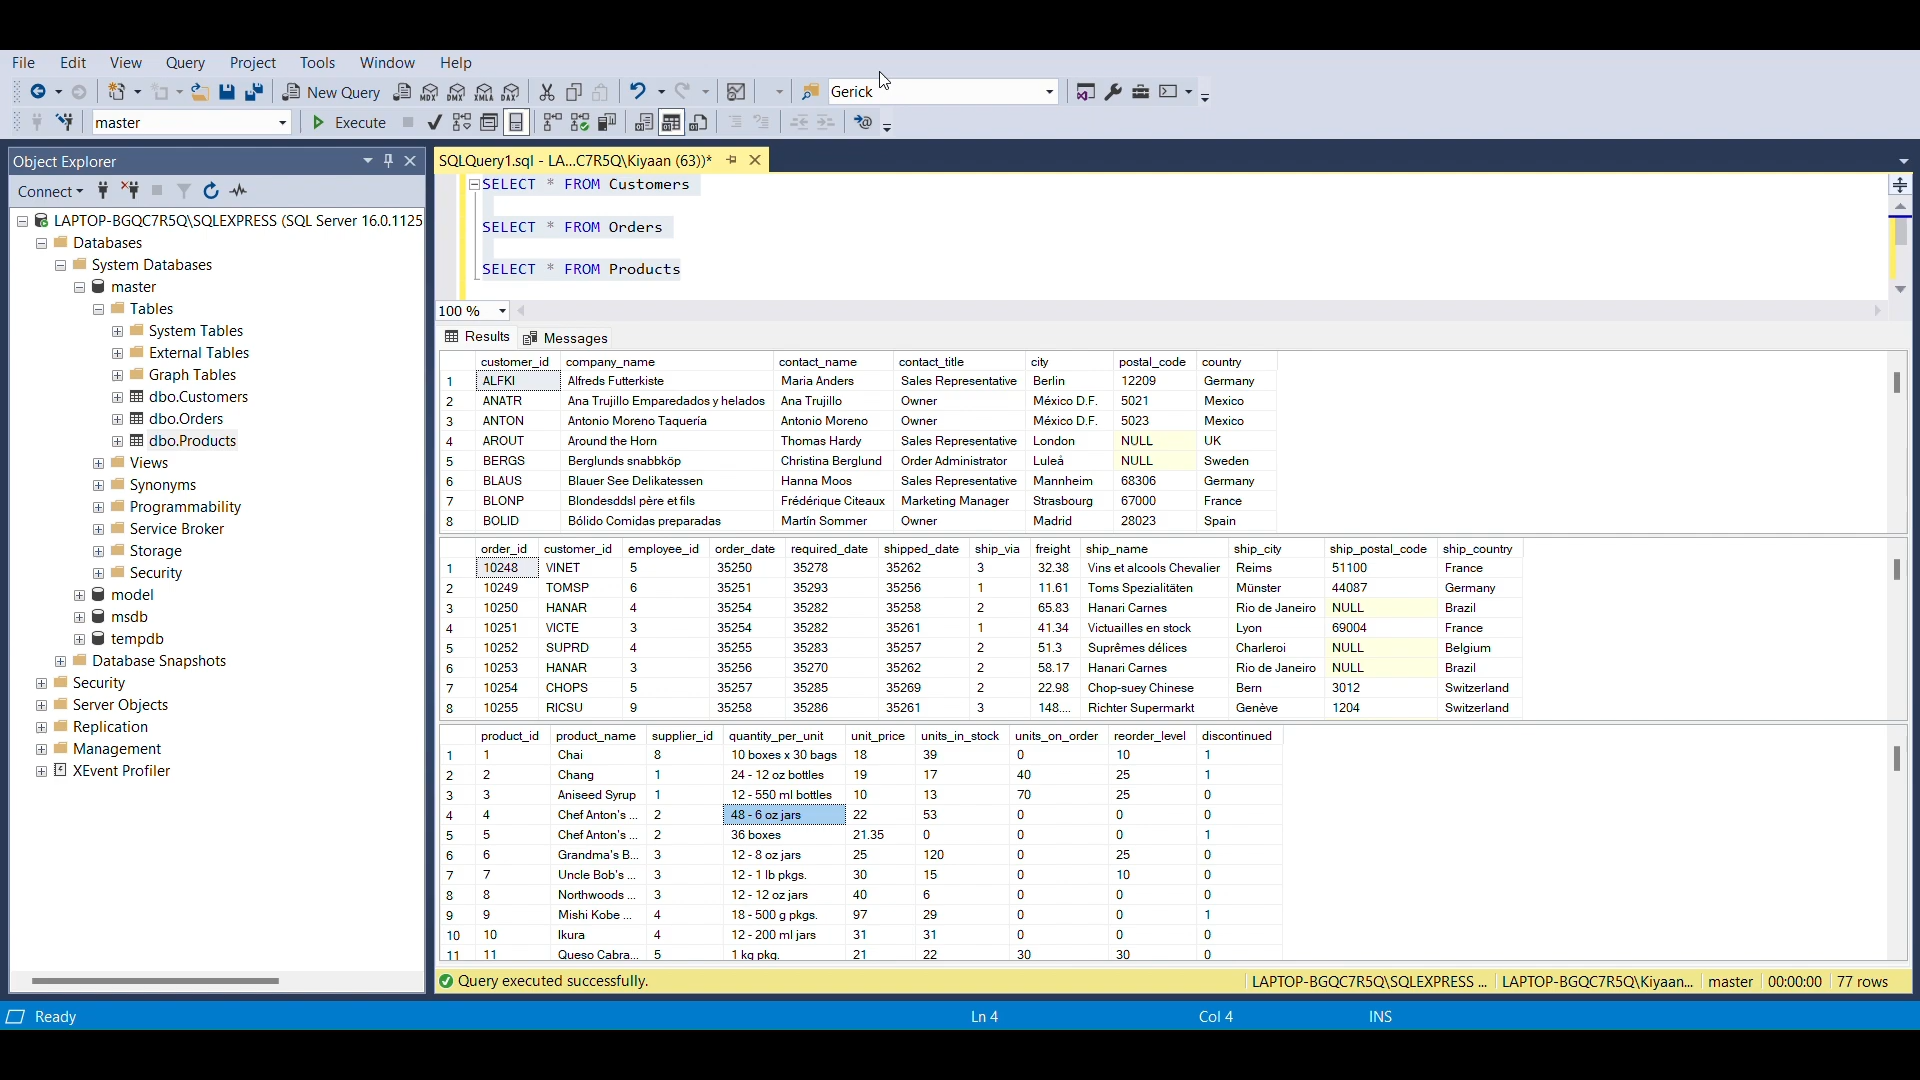 File Edit View Query Project Tools Window Help
New Query MDX DMX XMLA DAX Gerick
master Execute
Object Explorer
Connect
LAPTOP-BGQC7R5Q\SQLEXPRESS (SQL Server 16.0.1125
Databases
System Databases
master
Tables
System Tables
External Tables
Graph Tables
dbo.Customers
dbo.Orders
dbo.Products
Views
Synonyms
Programmability
Service Broker
Storage
Security
model
msdb
tempdb
Database Snapshots
Security
Server Objects
Replication
Management
XEvent Profiler
SQLQuery1.sql - LA...C7R5Q\Kiyaan (63))*
SELECT * FROM Customers
SELECT * FROM Orders
SELECT * FROM Products
100 %
Results Messages
customer_id company_name contact_name contact_title city postal_code country
1 ALFKI Alfreds Futterkiste Maria Anders Sales Representative Berlin 12209 Germany
2 ANATR Ana Trujillo Emparedados y helados Ana Trujillo Owner México D.F. 5021 Mexico
3 ANTON Antonio Moreno Taquería Antonio Moreno Owner México D.F. 5023 Mexico
4 AROUT Around the Horn Thomas Hardy Sales Representative London NULL UK
5 BERGS Berglunds snabbköp Christina Berglund Order Administrator Luleå NULL Sweden
6 BLAUS Blauer See Delikatessen Hanna Moos Sales Representative Mannheim 68306 Germany
7 BLONP Blondesddsl père et fils Frédérique Citeaux Marketing Manager Strasbourg 67000 France
8 BOLID Bólido Comidas preparadas Martín Sommer Owner Madrid 28023 Spain
order_id customer_id employee_id order_date required_date shipped_date ship_via freight ship_name ship_city ship_postal_code ship_country
1 10248 VINET 5 35250 35278 35262 3 32.38 Vins et alcools Chevalier Reims 51100 France
2 10249 TOMSP 6 35251 35293 35256 1 11.61 Toms Spezialitäten Münster 44087 Germany
3 10250 HANAR 4 35254 35282 35258 2 65.83 Hanari Carnes Rio de Janeiro NULL Brazil
4 10251 VICTE 3 35254 35282 35261 1 41.34 Victuailles en stock Lyon 69004 France
5 10252 SUPRD 4 35255 35283 35257 2 51.3 Suprêmes délices Charleroi NULL Belgium
6 10253 HANAR 3 35256 35270 35262 2 58.17 Hanari Carnes Rio de Janeiro NULL Brazil
7 10254 CHOPS 5 35257 35285 35269 2 22.98 Chop-suey Chinese Bern 3012 Switzerland
8 10255 RICSU 9 35258 35286 35261 3 148.... Richter Supermarkt Genève 1204 Switzerland
product_id product_name supplier_id quantity_per_unit unit_price units_in_stock units_on_order reorder_level discontinued
1 1 Chai 8 10 boxes x 30 bags 18 39 0 10 1
2 2 Chang 1 24 - 12 oz bottles 19 17 40 25 1
3 3 Aniseed Syrup 1 12 - 550 ml bottles 10 13 70 25 0
4 4 Chef Anton's ... 2 48 - 6 oz jars 22 53 0 0 0
5 5 Chef Anton's ... 2 36 boxes 21.35 0 0 0 1
6 6 Grandma's B... 3 12 - 8 oz jars 25 120 0 25 0
7 7 Uncle Bob's ... 3 12 - 1 lb pkgs. 30 15 0 10 0
8 8 Northwoods ... 3 12 - 12 oz jars 40 6 0 0 0
9 9 Mishi Kobe ... 4 18 - 500 g pkgs. 97 29 0 0 1
10 10 Ikura 4 12 - 200 ml jars 31 31 0 0 0
11 11 Queso Cabra... 5 1 kg pkg. 21 22 30 30 0
Query executed successfully. LAPTOP-BGQC7R5Q\SQLEXPRESS ... LAPTOP-BGQC7R5Q\Kiyaan... master 00:00:00 77 rows
Ready Ln 4 Col 4 INS